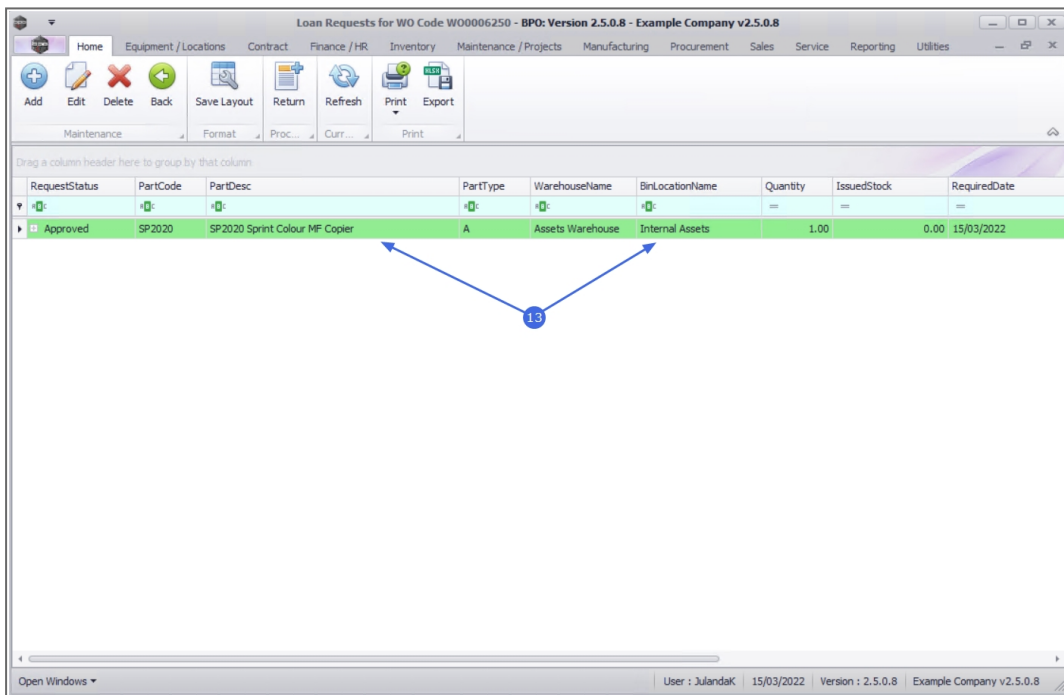 Loan Requests for WO Code WO00006250 - BPO: Version 2.5.0.8 - Example Company v2.5.0.8
Home Equipment / Locations Contract Finance / HR Inventory Maintenance / Projects Manufacturing Procurement Sales Service Reporting Utilities
Add Edit Delete Back Save Layout Return Refresh Print Export
Maintenance Format Proc... Curr... Print
Drag a column header here to group by that column
RequestStatus PartCode PartDesc PartType WarehouseName BinLocationName Quantity IssuedStock RequiredDate
= = =
Approved SP2020 SP2020 Sprint Colour MF Copier A Assets Warehouse Internal Assets 1.00 0.00 15/03/2022
13
Open Windows User : JulandaK 15/03/2022 Version : 2.5.0.8 Example Company v2.5.0.8